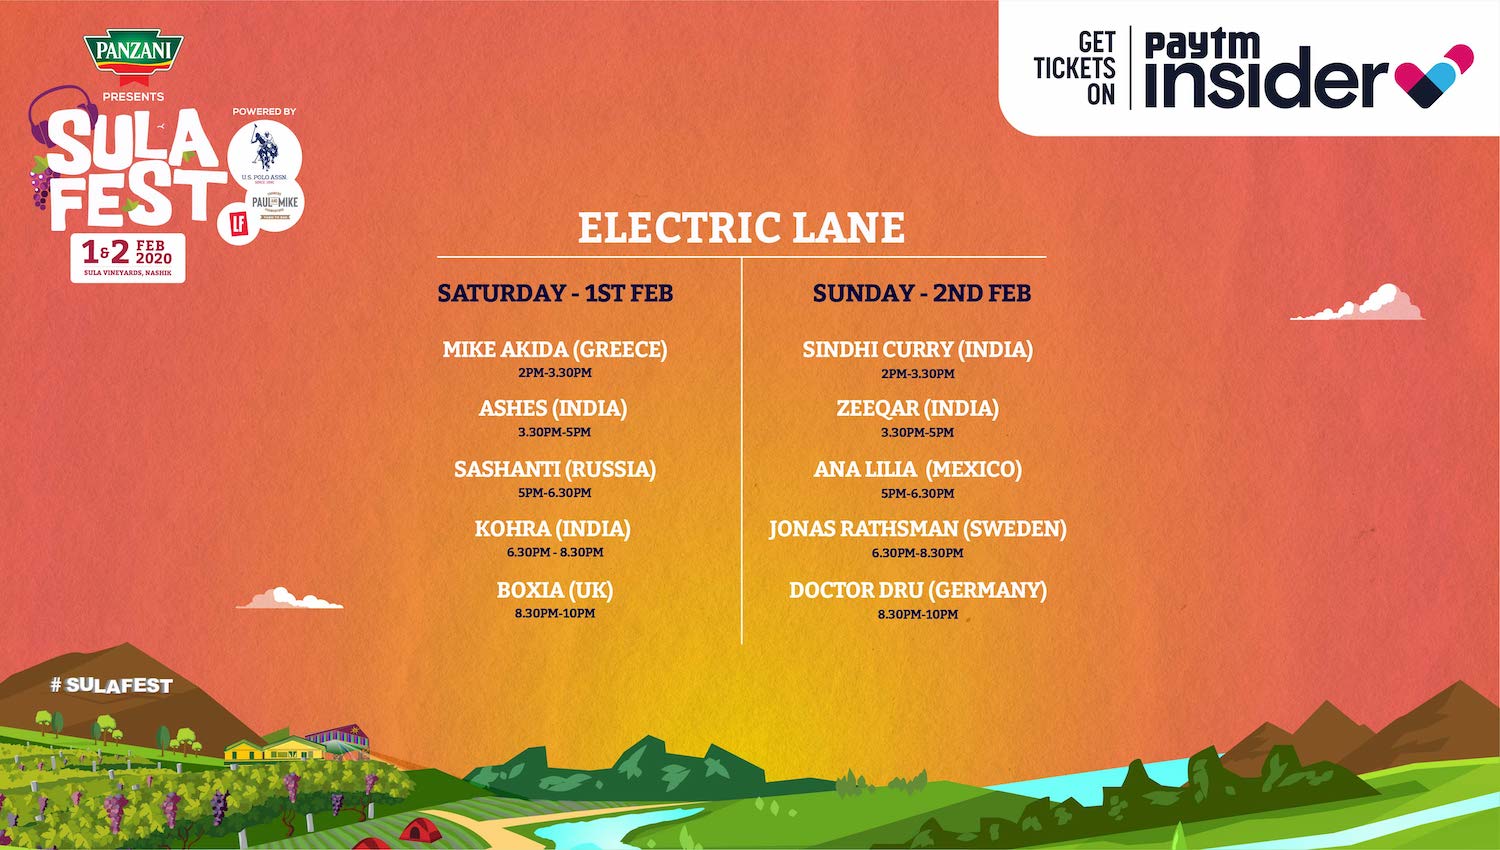 PANZANI
PRESENTS
SULA
FEST
1&2 FEB 2020
SULA VINEYARDS, NASHIK
POWERED BY
U.S. POLO ASSN.
SINCE 1890
PAUL AND MIKE
LF
GET
TICKETS
ON
paytm
insider
ELECTRIC LANE
SATURDAY - 1ST FEB
MIKE AKIDA (GREECE)
2PM-3.30PM
ASHES (INDIA)
3.30PM-5PM
SASHANTI (RUSSIA)
5PM-6.30PM
KOHRA (INDIA)
6.30PM - 8.30PM
BOXIA (UK)
8.30PM-10PM
SUNDAY - 2ND FEB
SINDHI CURRY (INDIA)
2PM-3.30PM
ZEEQAR (INDIA)
3.30PM-5PM
ANA LILIA (MEXICO)
5PM-6.30PM
JONAS RATHSMAN (SWEDEN)
6.30PM-8.30PM
DOCTOR DRU (GERMANY)
8.30PM-10PM
# SULAFEST